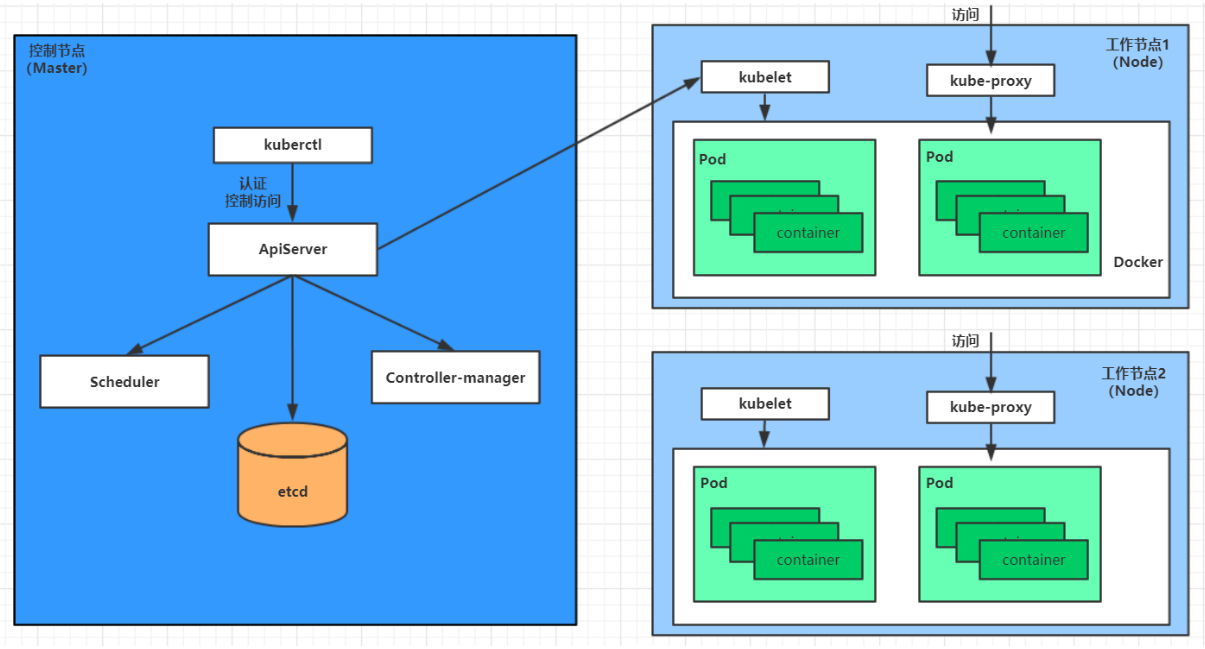 控制节点
(Master)
kuberctl
认证
控制访问
ApiServer
Scheduler
Controller-manager
etcd
访问
工作节点1
(Node)
kubelet
kube-proxy
Pod
container
Pod
container
Docker
访问
工作节点2
(Node)
kubelet
kube-proxy
Pod
container
Pod
container